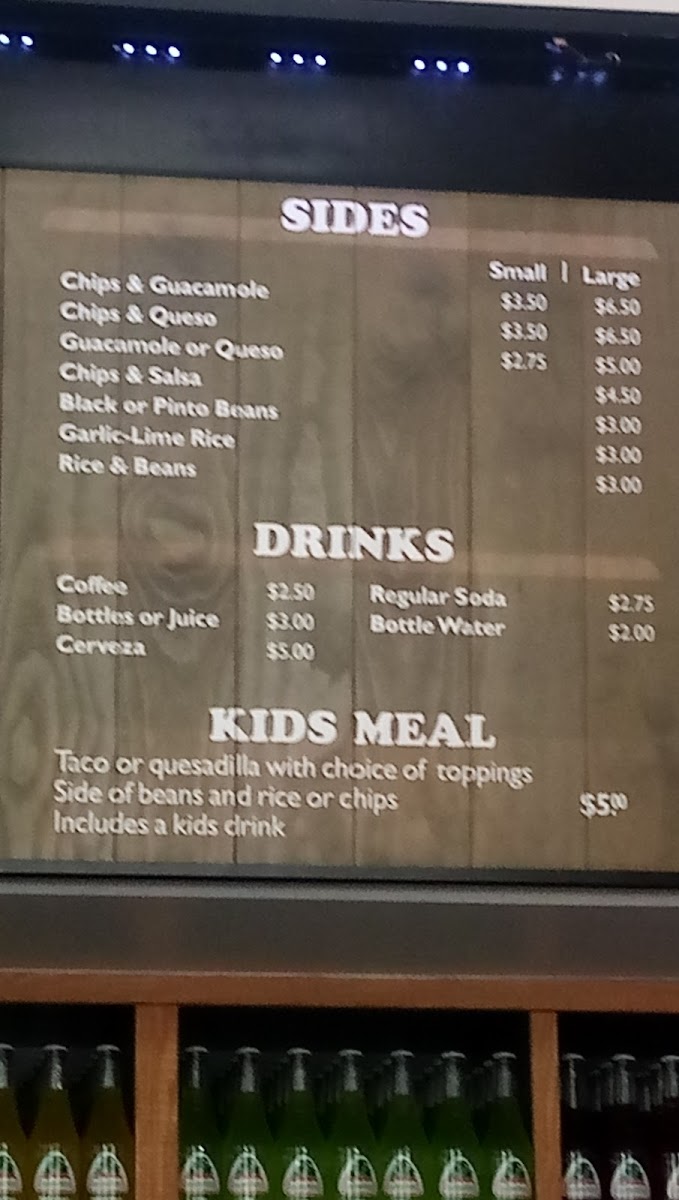 SIDES
Small | Large
Chips & Guacamole $3.50 $6.50
Chips & Queso $3.50 $6.50
Guacamole or Queso $2.75 $5.00
Chips & Salsa $4.50
Black or Pinto Beans $3.00
Garlic-Lime Rice $3.00
Rice & Beans $3.00
DRINKS
Coffee $2.50 Regular Soda $2.75
Bottles or Juice $3.00 Bottle Water $2.00
Cerveza $5.00
KIDS MEAL
Taco or quesadilla with choice of toppings
Side of beans and rice or chips $5.00
Includes a kids drink